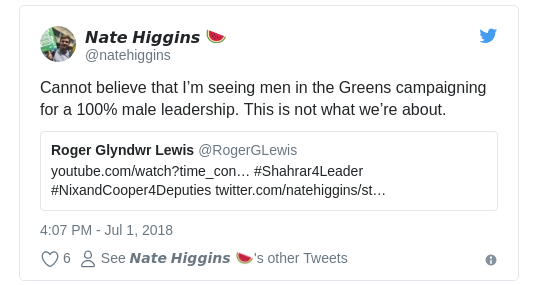 Nate Higgins 🍉
@natehiggins
Cannot believe that I’m seeing men in the Greens campaigning
for a 100% male leadership. This is not what we’re about.
Roger Glyndwr Lewis @RogerGLewis
youtube.com/watch?time_con… #Shahrar4Leader
#NixandCooper4Deputies twitter.com/natehiggins/st…
4:07 PM - Jul 1, 2018
6 See Nate Higgins 🍉's other Tweets